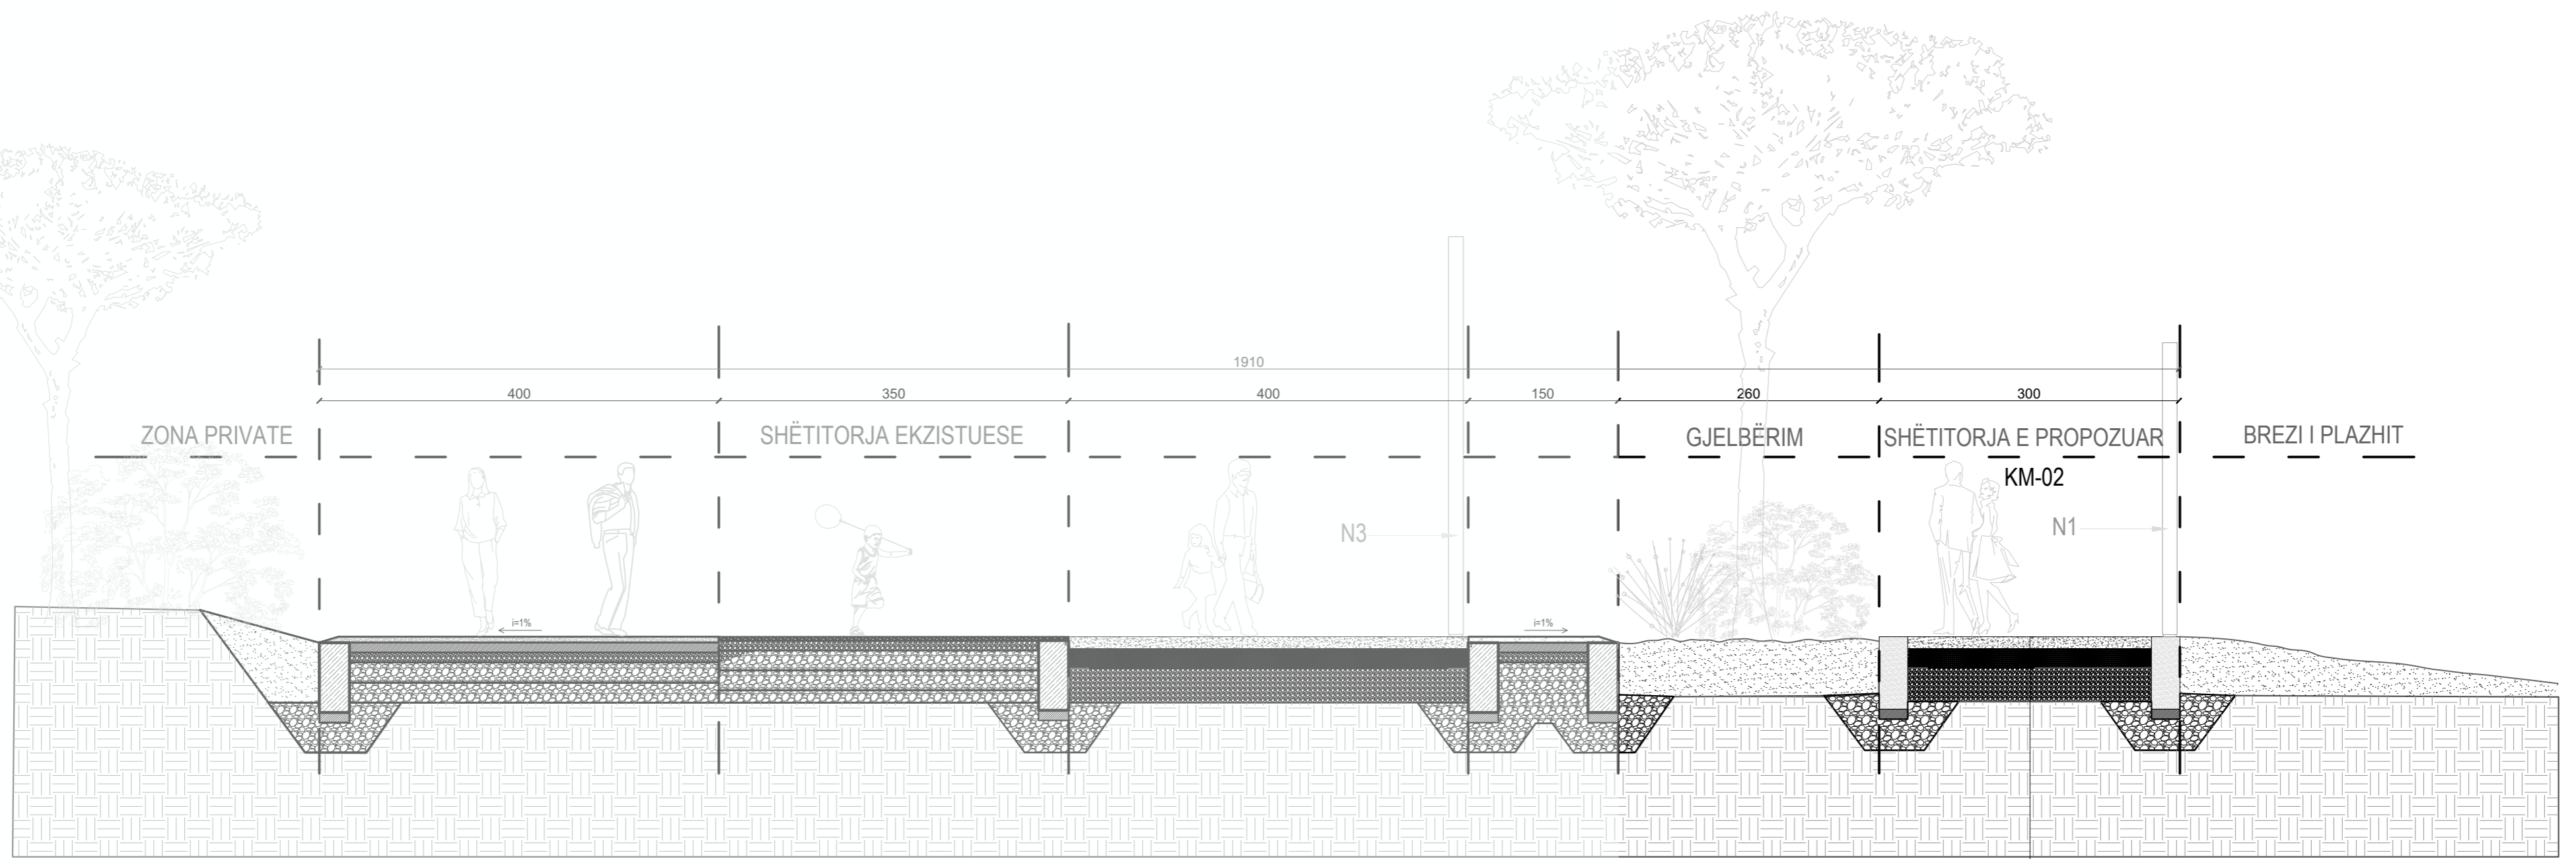 1910
400
350
400
150
260
300
ZONA PRIVATE
SHËTITORJA EKZISTUESE
GJELBËRIM
SHËTITORJA E PROPOZUAR
BREZI I PLAZHIT
KM-02
N3
N1
i=1%
i=1%